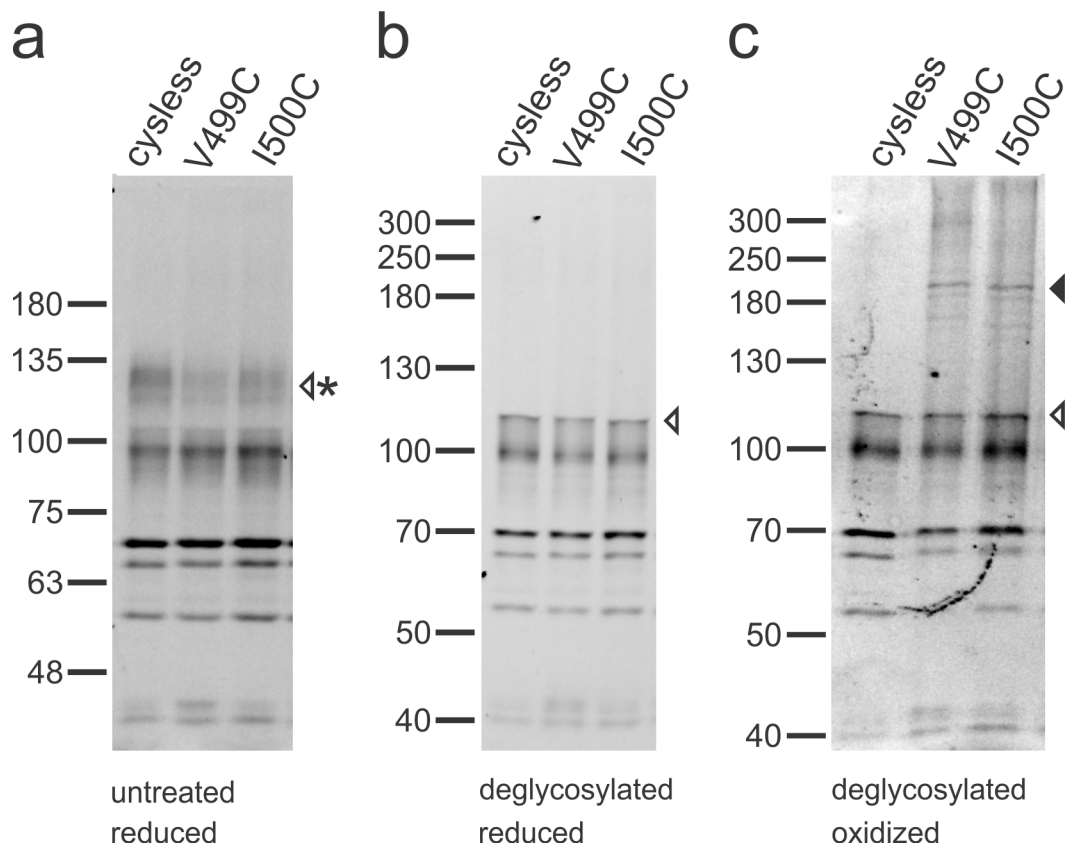 a
cysless
V499C
I500C
180
135
100
75
63
48
*
untreated
reduced
b
cysless
V499C
I500C
300
250
180
130
100
70
50
40
deglycosylated
reduced
c
cysless
V499C
I500C
300
250
180
130
100
70
50
40
deglycosylated
oxidized